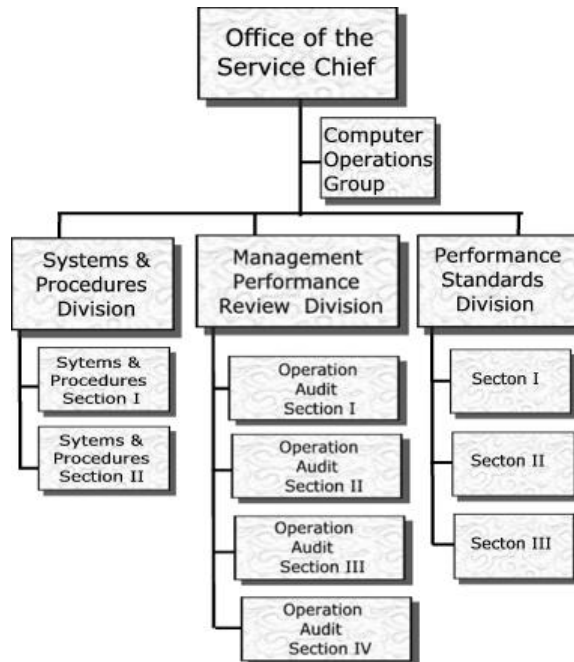 Office of the
Service Chief
Computer
Operations
Group
Systems &
Procedures
Division
Sytems &
Procedures
Section I
Sytems &
Procedures
Section II
Management
Performance
Review Division
Operation
Audit
Section I
Operation
Audit
Section II
Operation
Audit
Section III
Operation
Audit
Section IV
Performance
Standards
Division
Secton I
Secton II
Secton III